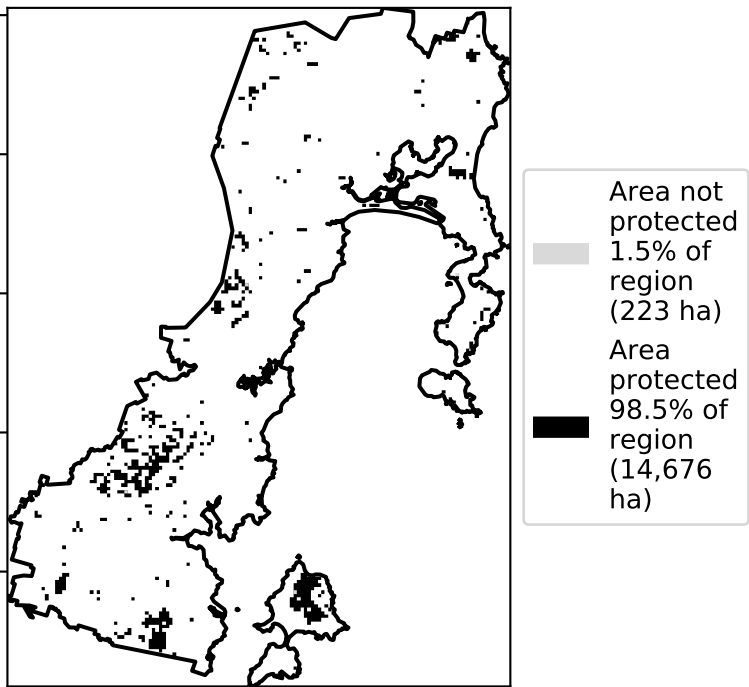 Area not
protected
1.5% of
region
(223 ha)
Area
protected
98.5% of
region
(14,676
ha)